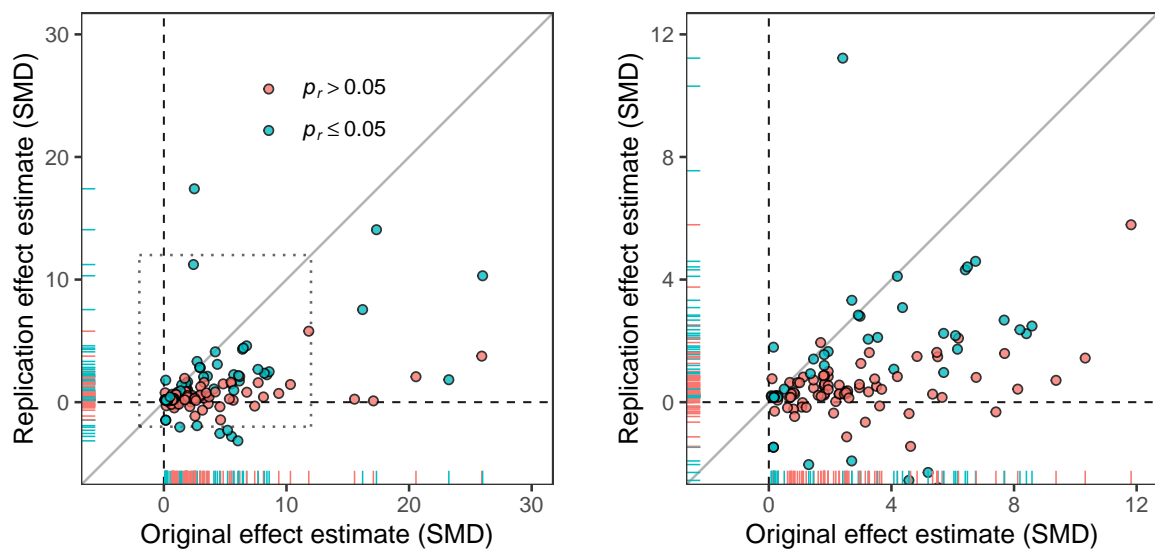 30
20
10
0
0
10
20
30
Replication effect estimate (SMD)
Original effect estimate (SMD)
p_r > 0.05
p_r ≤ 0.05
12
8
4
0
0
4
8
12
Replication effect estimate (SMD)
Original effect estimate (SMD)